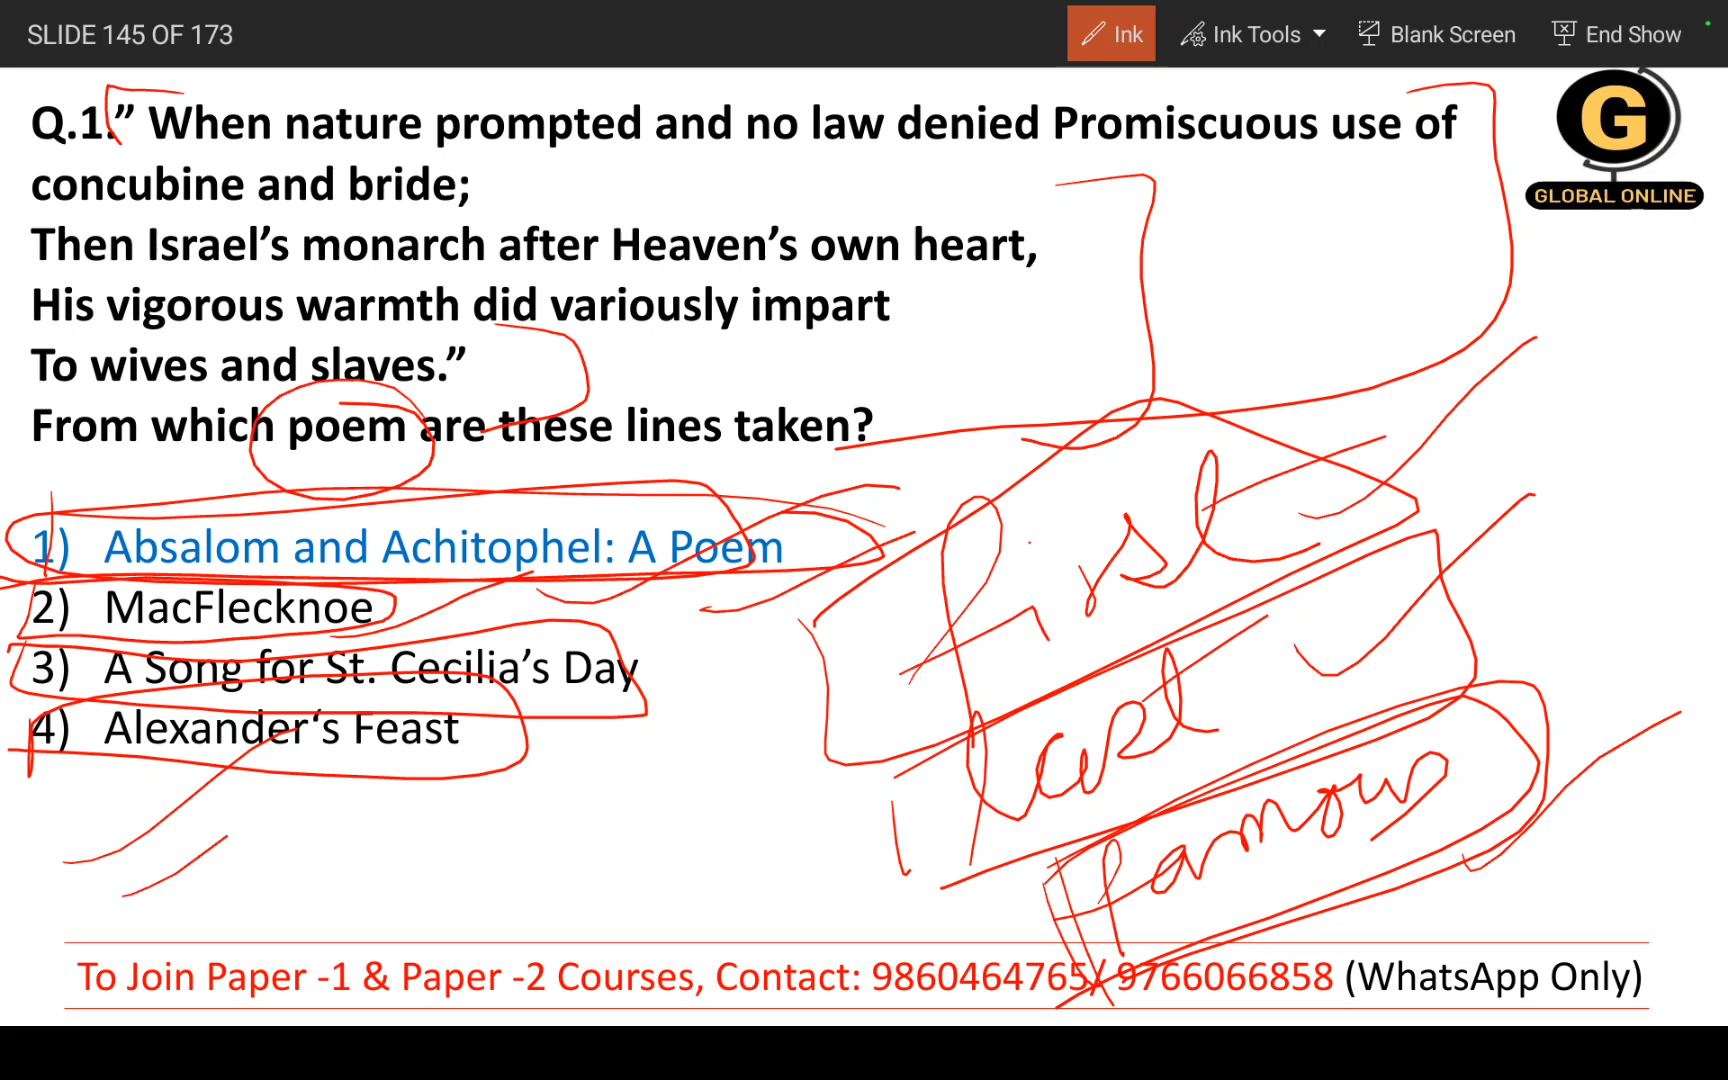 SLIDE 145 OF 173
Ink
Ink Tools
Blank Screen
End Show
Q.1.” When nature prompted and no law denied Promiscuous use of
concubine and bride;
Then Israel’s monarch after Heaven’s own heart,
His vigorous warmth did variously impart
To wives and slaves.”
From which poem are these lines taken?
G
GLOBAL ONLINE
1) Absalom and Achitophel: A Poem
2) MacFlecknoe
3) A Song for St. Cecilia’s Day
4) Alexander‘s Feast
First
Last
Famous
To Join Paper -1 & Paper -2 Courses, Contact: 9860464765/ 9766066858 (WhatsApp Only)